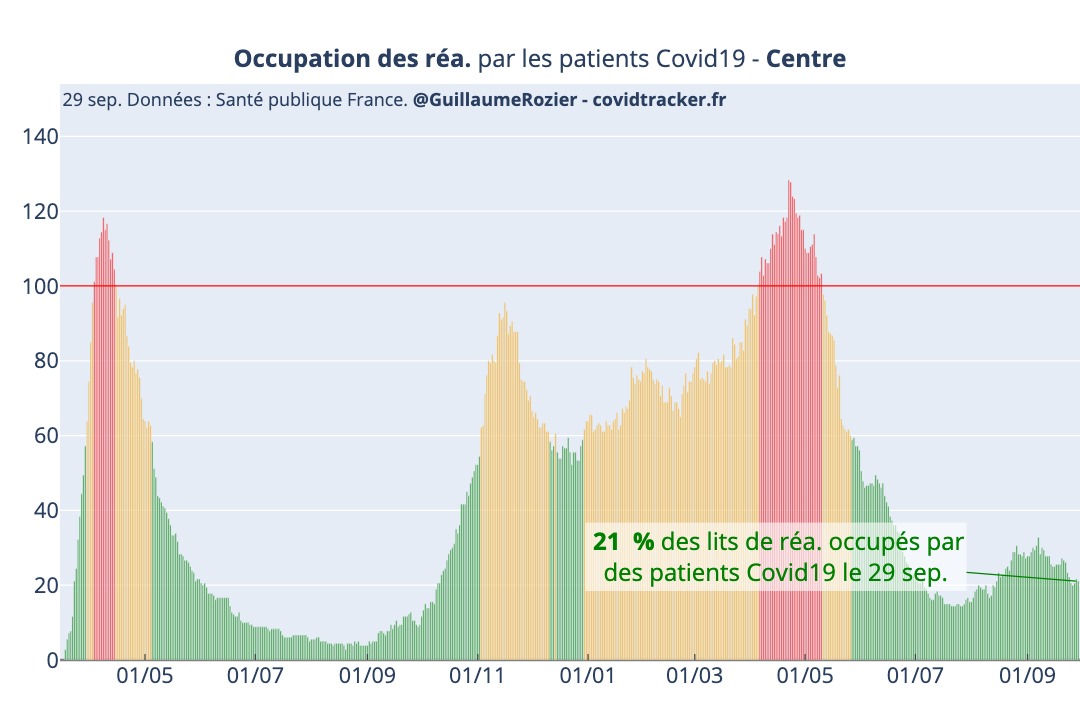 Occupation des réa. par les patients Covid19 - Centre
29 sep. Données : Santé publique France. @GuillaumeRozier - covidtracker.fr
140
120
100
80
60
40
21 % des lits de réa. occupés par
des patients Covid19 le 29 sep.
20
0
01/05 01/07 01/09 01/11 01/01 01/03 01/05 01/07 01/09